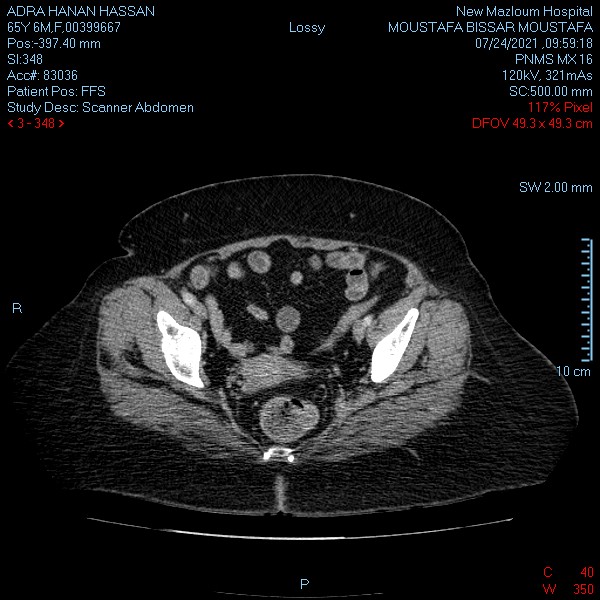 ADRA HANAN HASSAN
65Y 6M,F,00399667
Pos:-397.40 mm
SI:348
Acc#: 83036
Patient Pos: FFS
Study Desc: Scanner Abdomen
< 3 - 348 >
Lossy
New Mazloum Hospital
MOUSTAFA BISSAR MOUSTAFA
07/24/2021 ,09:59:18
PNMS MX 16
120kV, 321mAs
SC:500.00 mm
117% Pixel
DFOV 49.3 x 49.3 cm
SW 2.00 mm
R
10 cm
P
C 40
W 350